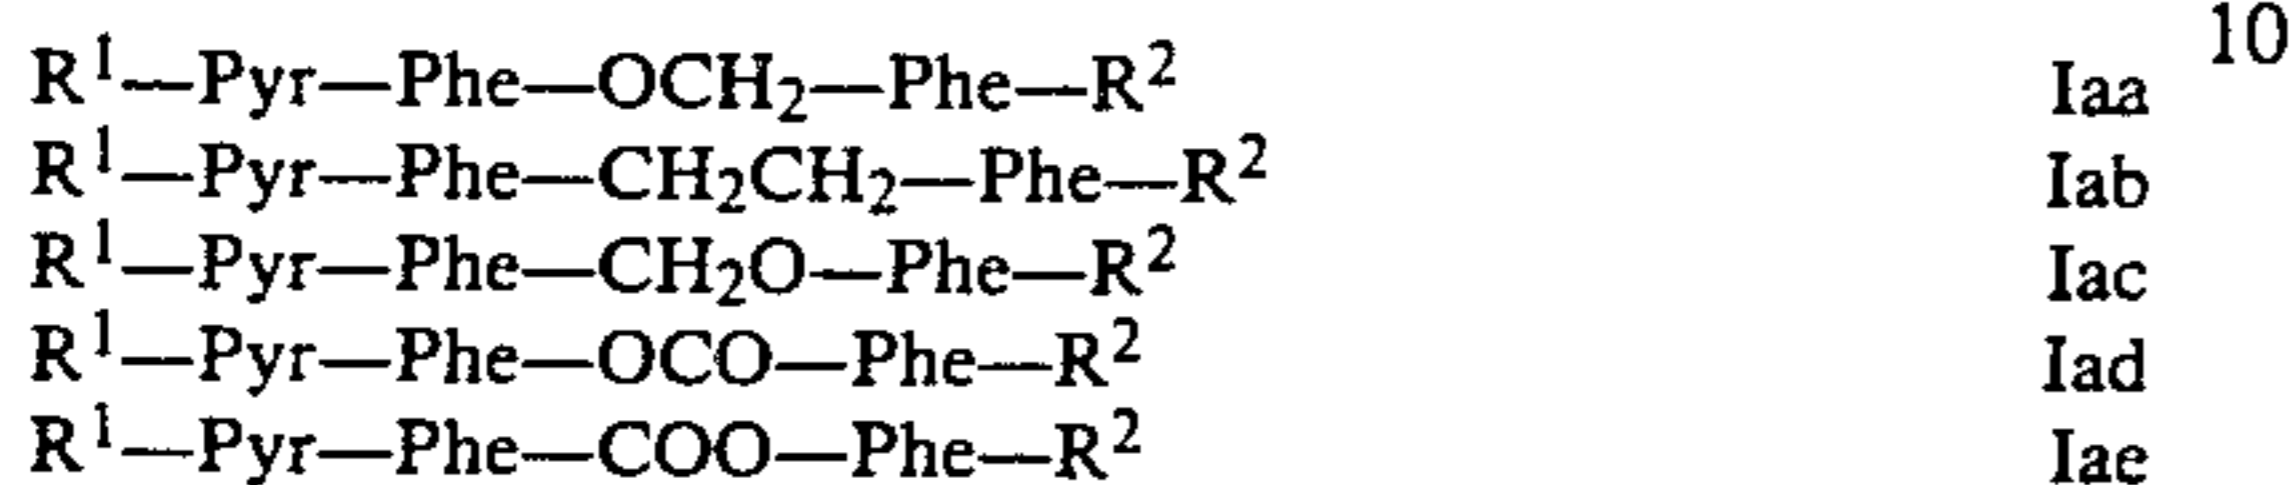 10
R¹—Pyr—Phe—OCH₂—Phe—R² Iaa
R¹—Pyr—Phe—CH₂CH₂—Phe—R² Iab
R¹—Pyr—Phe—CH₂O—Phe—R² Iac
R¹—Pyr—Phe—OCO—Phe—R² Iad
R¹—Pyr—Phe—COO—Phe—R² Iae